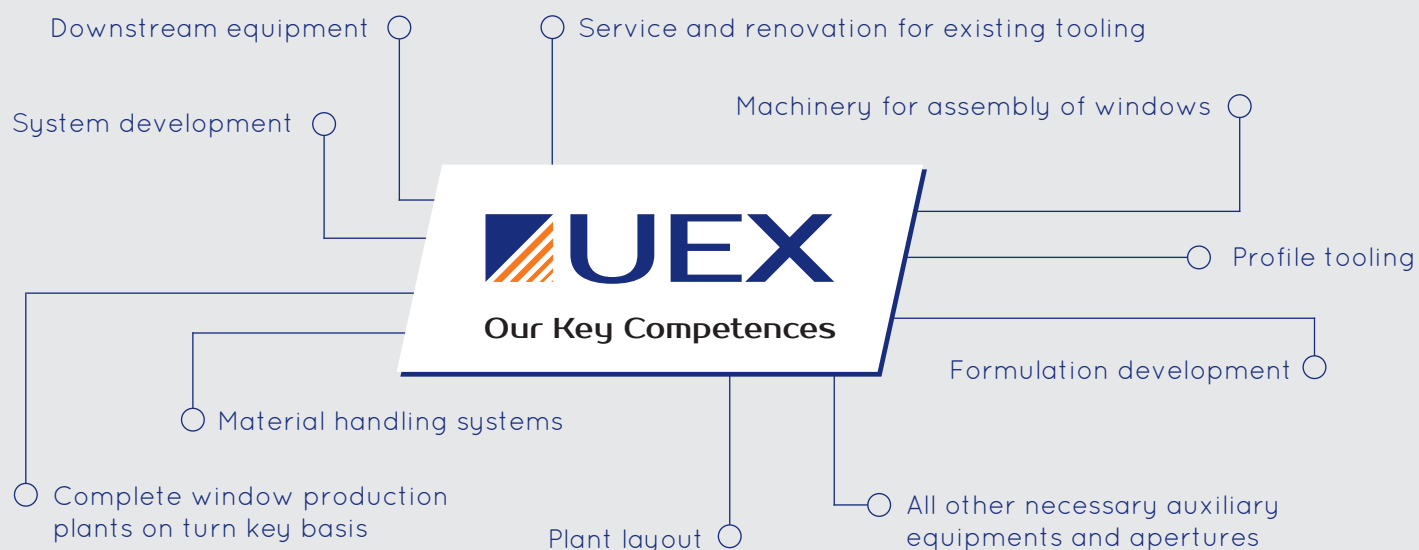 Downstream equipment
Service and renovation for existing tooling
Machinery for assembly of windows
System development
UEX
Profile tooling
Our Key Competences
Formulation development
Material handling systems
Complete window production
plants on turn key basis
All other necessary auxiliary
equipments and apertures
Plant layout